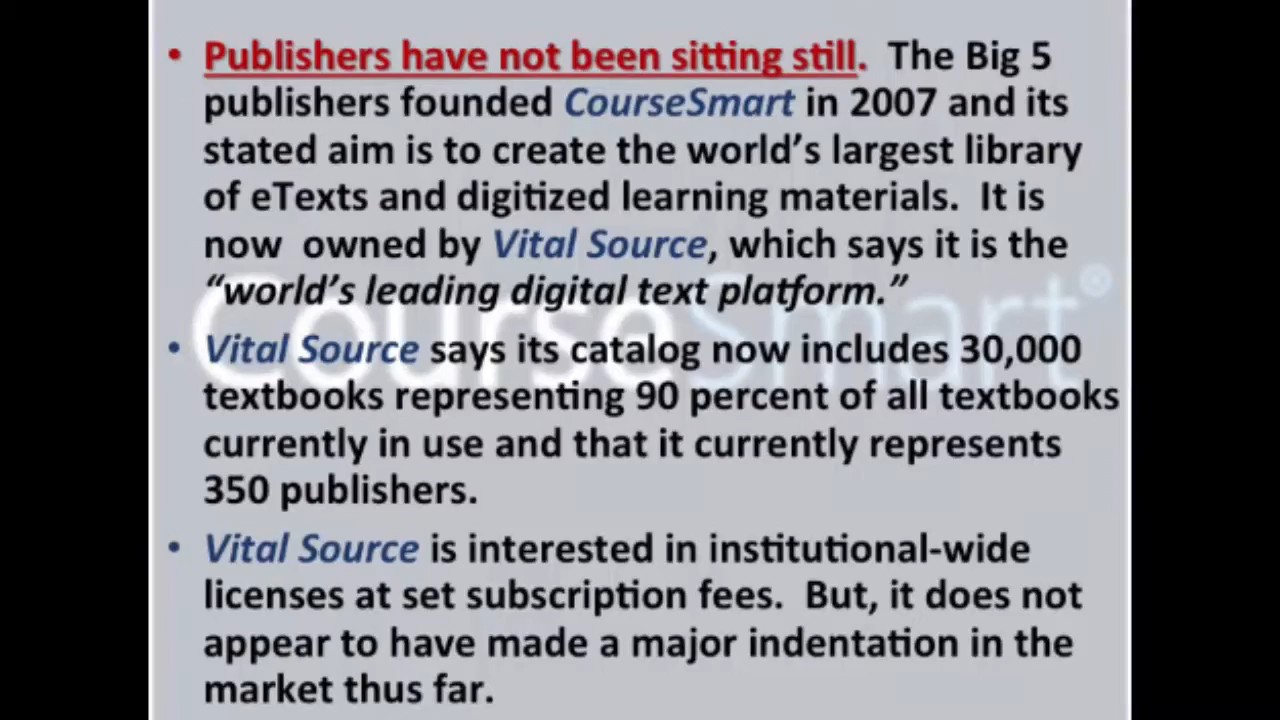 • Publishers have not been sitting still.  The Big 5
publishers founded CourseSmart in 2007 and its
stated aim is to create the world's largest library
of eTexts and digitized learning materials.  It is
now  owned by Vital Source, which says it is the
“world's leading digital text platform.”
CourseSmart®
• Vital Source says its catalog now includes 30,000
textbooks representing 90 percent of all textbooks
currently in use and that it currently represents
350 publishers.
• Vital Source is interested in institutional-wide
licenses at set subscription fees.  But, it does not
appear to have made a major indentation in the
market thus far.